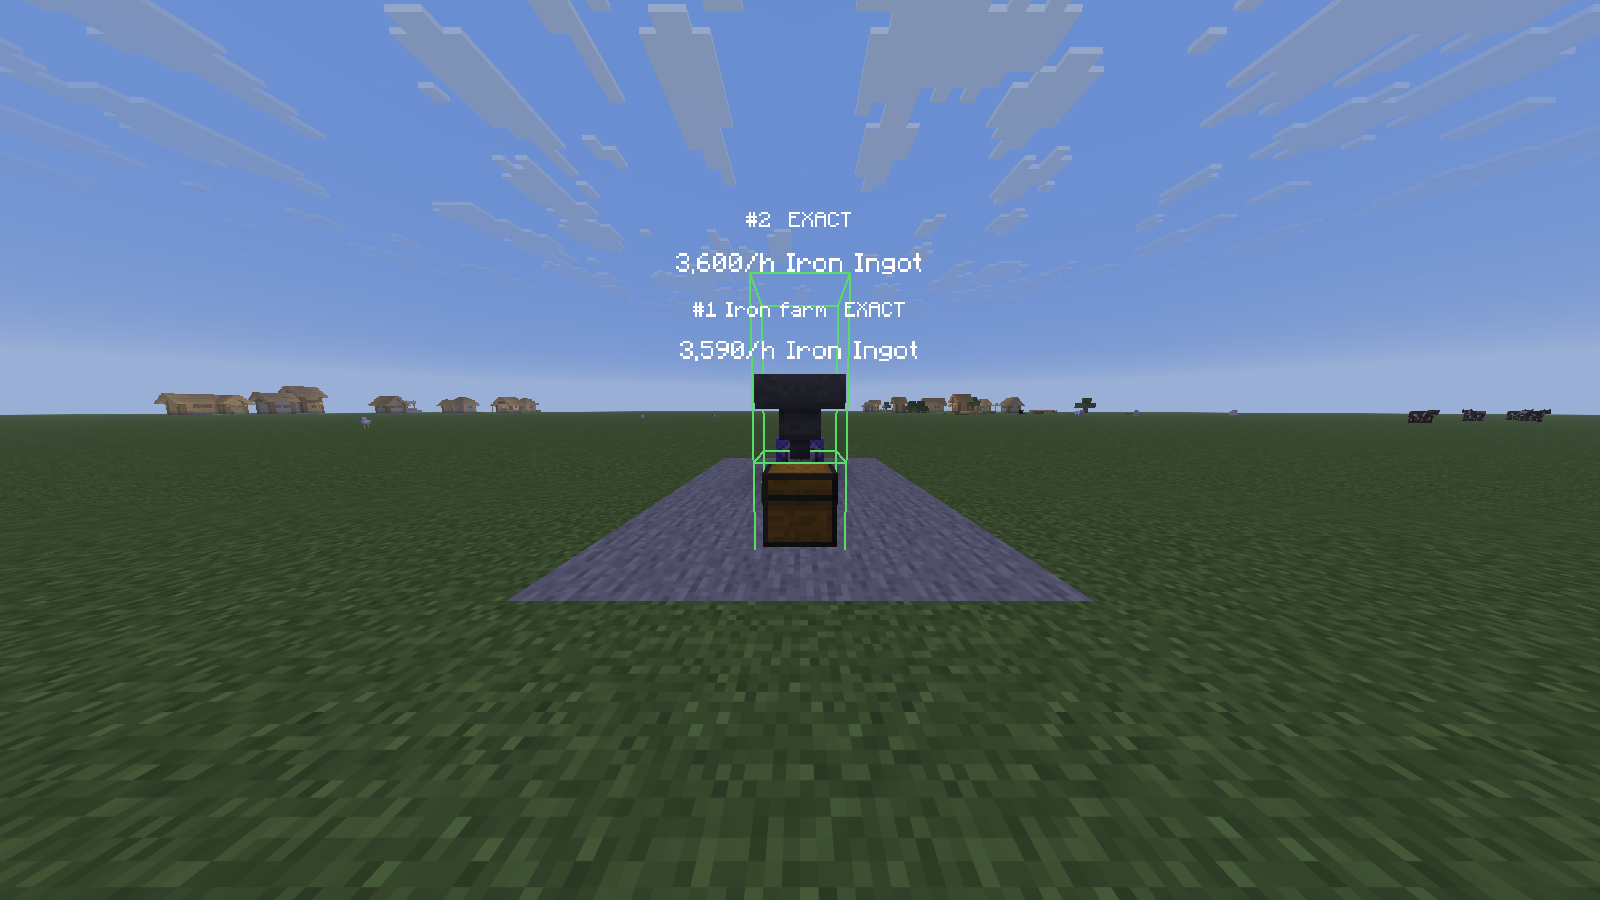 #2 EXACT
3,600/h Iron Ingot
#1 Iron farm EXACT
3,590/h Iron Ingot